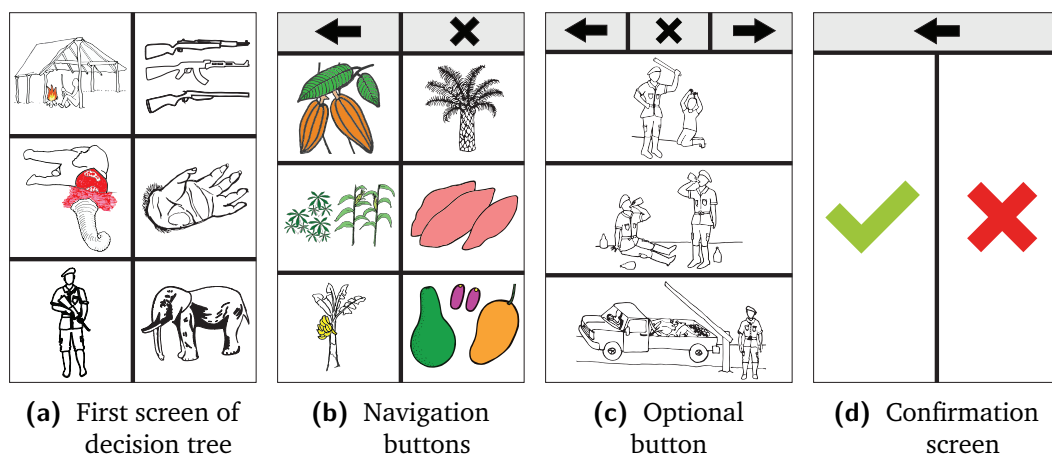 (a) First screen of
decision tree
(b) Navigation
buttons
(c) Optional
button
(d) Confirmation
screen